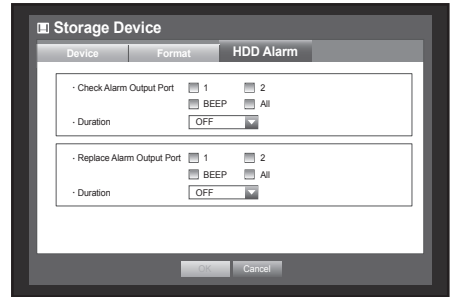 Storage Device
Device Format HDD Alarm
· Check Alarm Output Port 1 2
BEEP All
· Duration OFF
· Replace Alarm Output Port 1 2
BEEP All
· Duration OFF
OK Cancel